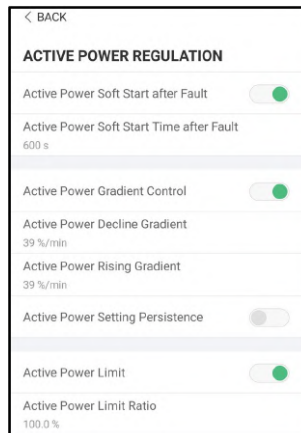 < BACK
ACTIVE POWER REGULATION
Active Power Soft Start after Fault
Active Power Soft Start Time after Fault
600 s
Active Power Gradient Control
Active Power Decline Gradient
39 %/min
Active Power Rising Gradient
39 %/min
Active Power Setting Persistence
Active Power Limit
Active Power Limit Ratio
100.0 %